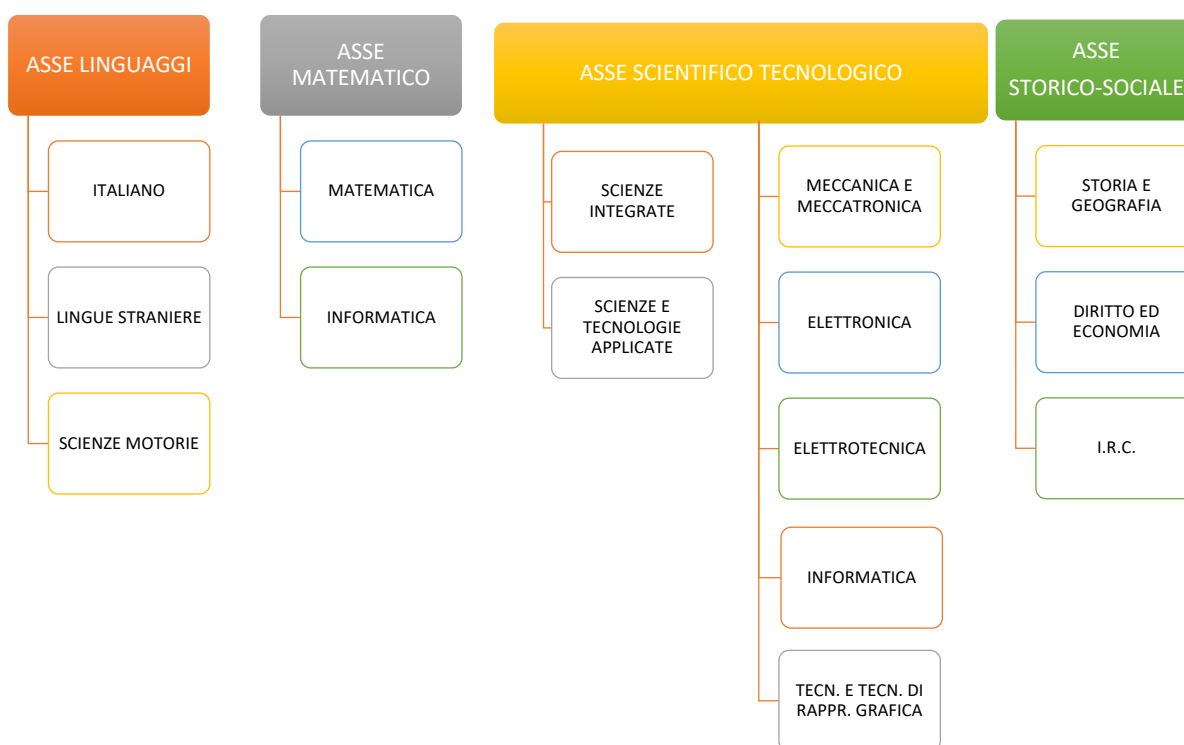 ASSE LINGUAGGI
ITALIANO
LINGUE STRANIERE
SCIENZE MOTORIE
ASSE
MATEMATICO
MATEMATICA
INFORMATICA
ASSE SCIENTIFICO TECNOLOGICO
SCIENZE
INTEGRATE
SCIENZE E
TECNOLOGIE
APPLICATE
MECCANICA E
MECCATRONICA
ELETTRONICA
ELETTROTECNICA
INFORMATICA
TECN. E TECN. DI
RAPPR. GRAFICA
ASSE
STORICO-SOCIALE
STORIA E
GEOGRAFIA
DIRITTO ED
ECONOMIA
I.R.C.